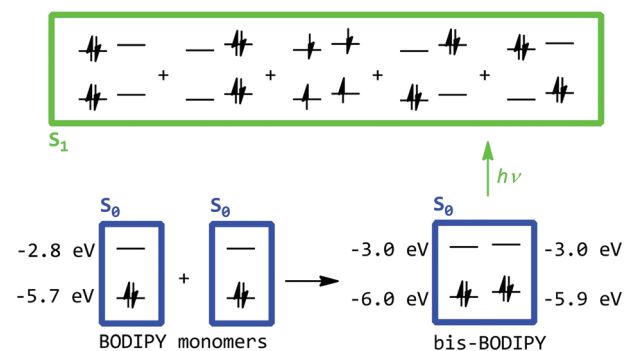 + + + +
S₁
hν
S₀ S₀ S₀
-2.8 eV -3.0 eV -3.0 eV
+
-5.7 eV -6.0 eV -5.9 eV
BODIPY monomers bis-BODIPY